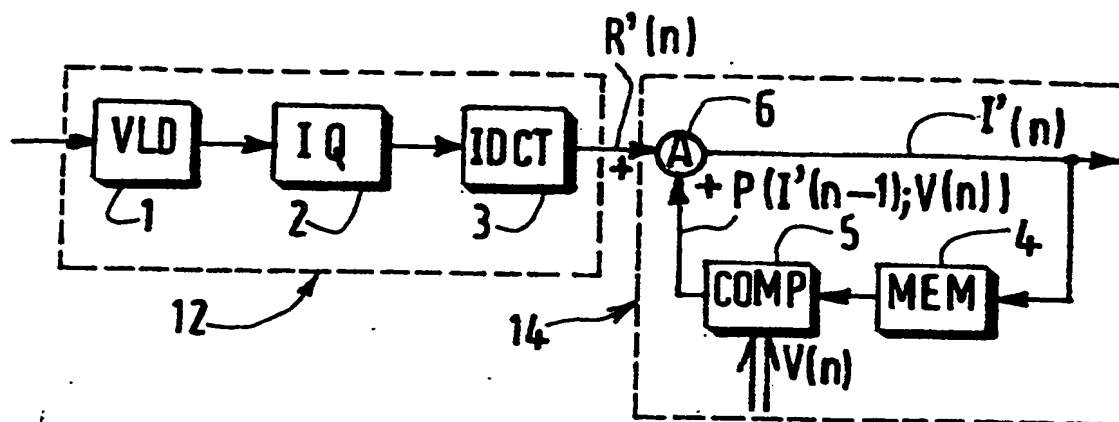 R'(n)
6
I'(n)
VLD
IQ
IDCT
+
A
+ P(I'(n-1);V(n))
1
2
3
5
4
COMP
MEM
12
14
V(n)